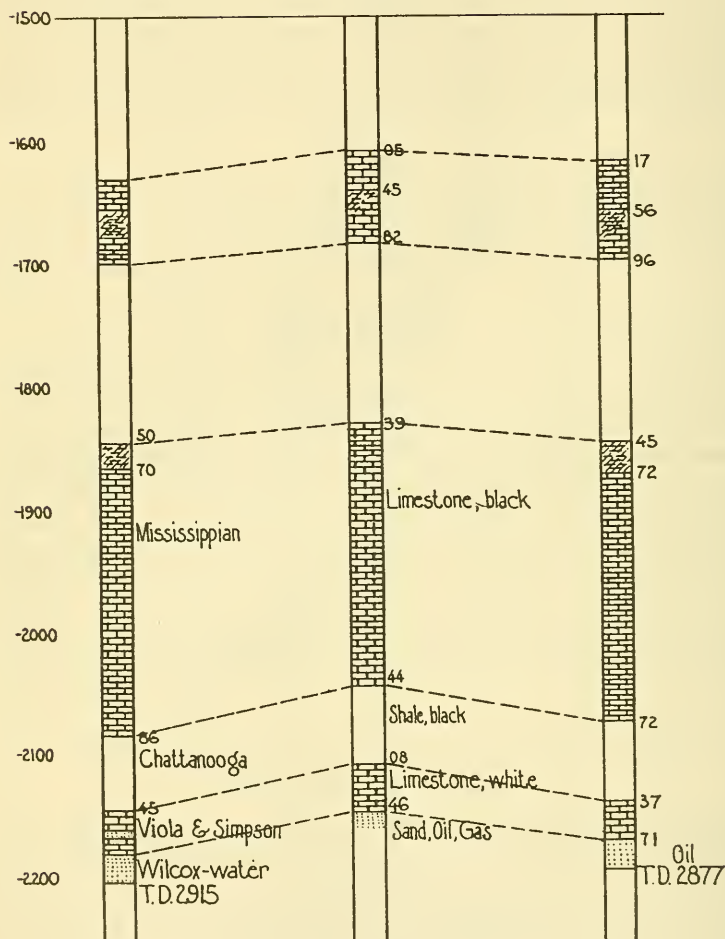 -1500
-1600
05
17
45
56
82
96
-1700
-1800
39
50
45
70
72
Limestone, black
-1900
Mississippian
-2000
44
Shale, black
72
86
-2100
Chattanooga
08
Limestone, white
37
45
46
Viola & Simpson
Sand, Oil, Gas
71
Oil
Wilcox-water
T.D. 2877
-2200
T.D. 2915